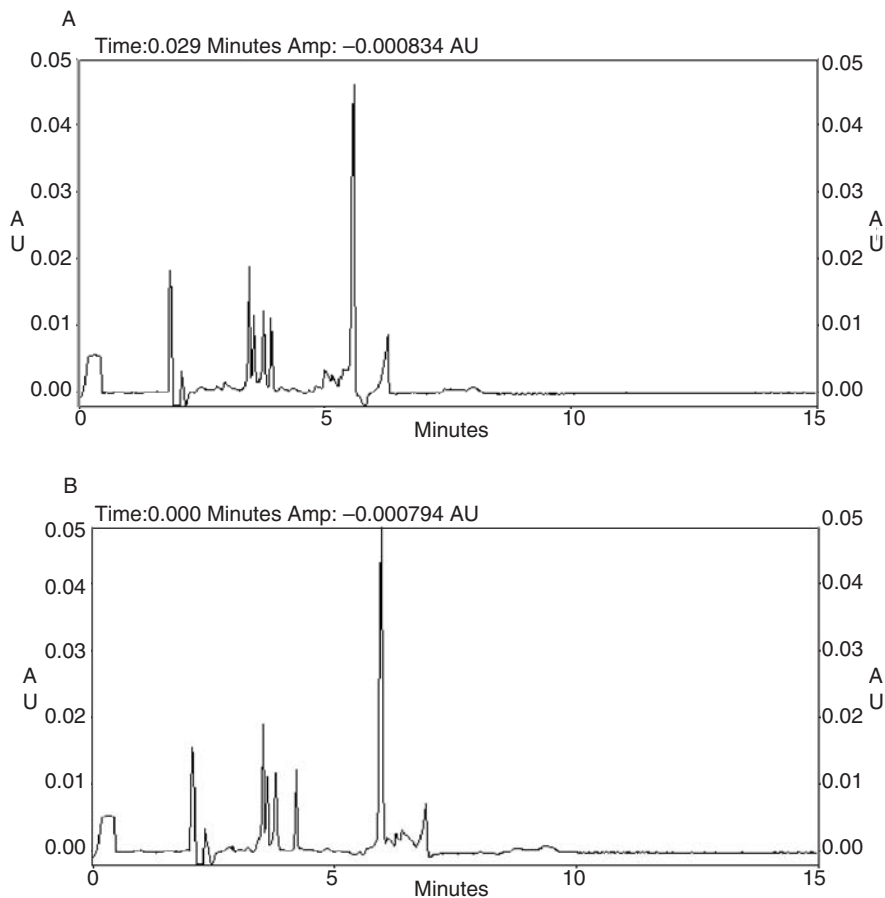 A
Time:0.029 Minutes Amp: −0.000834 AU
0.05 0.05
0.04 0.04
0.03 0.03
A A
U U
0.02 0.02
0.01 0.01
0.00 0.00
0 5 10 15
Minutes
B
Time:0.000 Minutes Amp: −0.000794 AU
0.05 0.05
0.04 0.04
0.03 0.03
A A
U U
0.02 0.02
0.01 0.01
0.00 0.00
0 5 10 15
Minutes